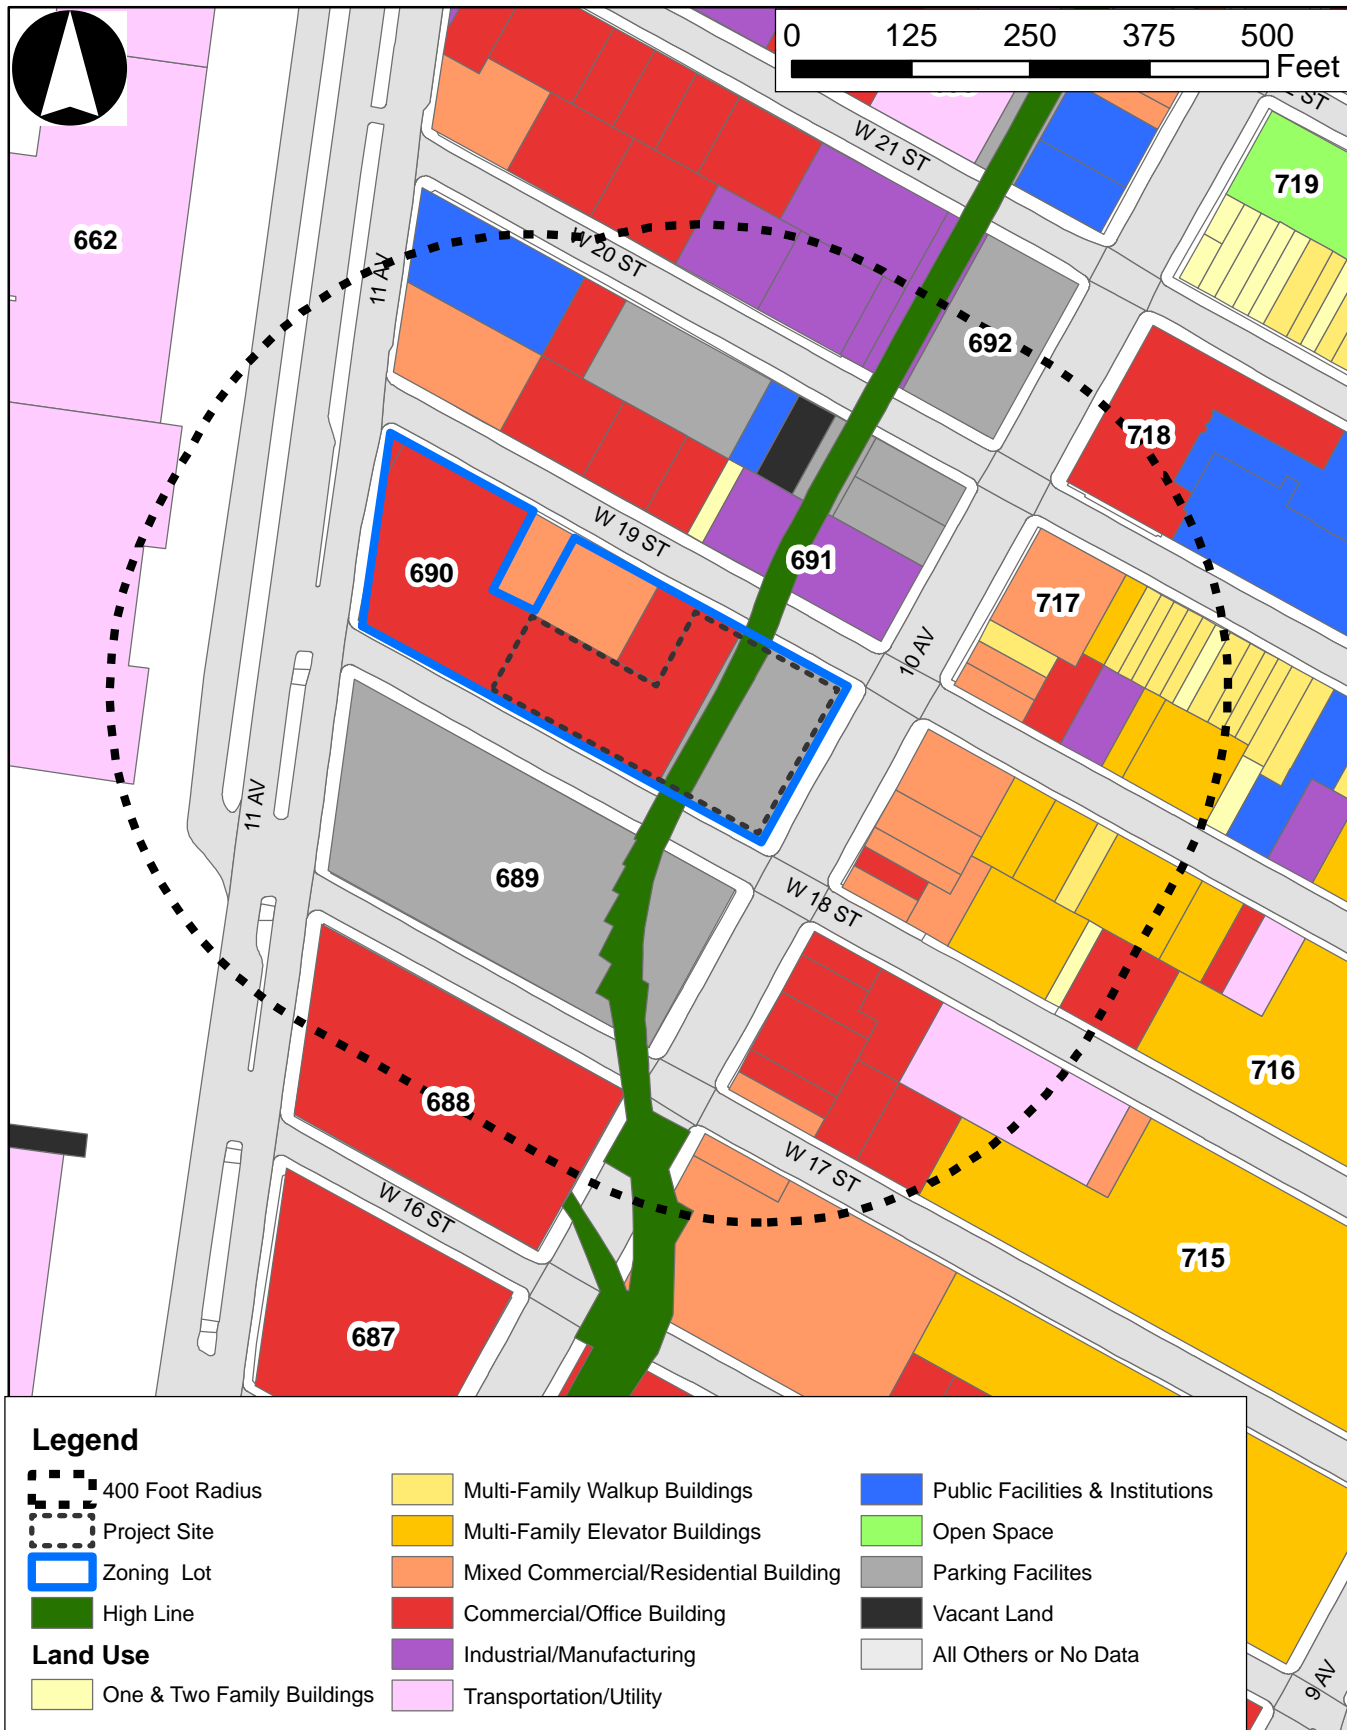 0 125 250 375 500
Feet
W 21 ST
719
662
W 20 ST
11 AV
692
718
W 19 ST
691
690
717
10 AV
11 AV
689
W 18 ST
716
688
W 17 ST
W 16 ST
715
687
Legend
400 Foot Radius
Project Site
Zoning Lot
High Line
Land Use
One & Two Family Buildings
Multi-Family Walkup Buildings
Multi-Family Elevator Buildings
Mixed Commercial/Residential Building
Commercial/Office Building
Industrial/Manufacturing
Transportation/Utility
Public Facilities & Institutions
Open Space
Parking Facilites
Vacant Land
All Others or No Data
9 AV